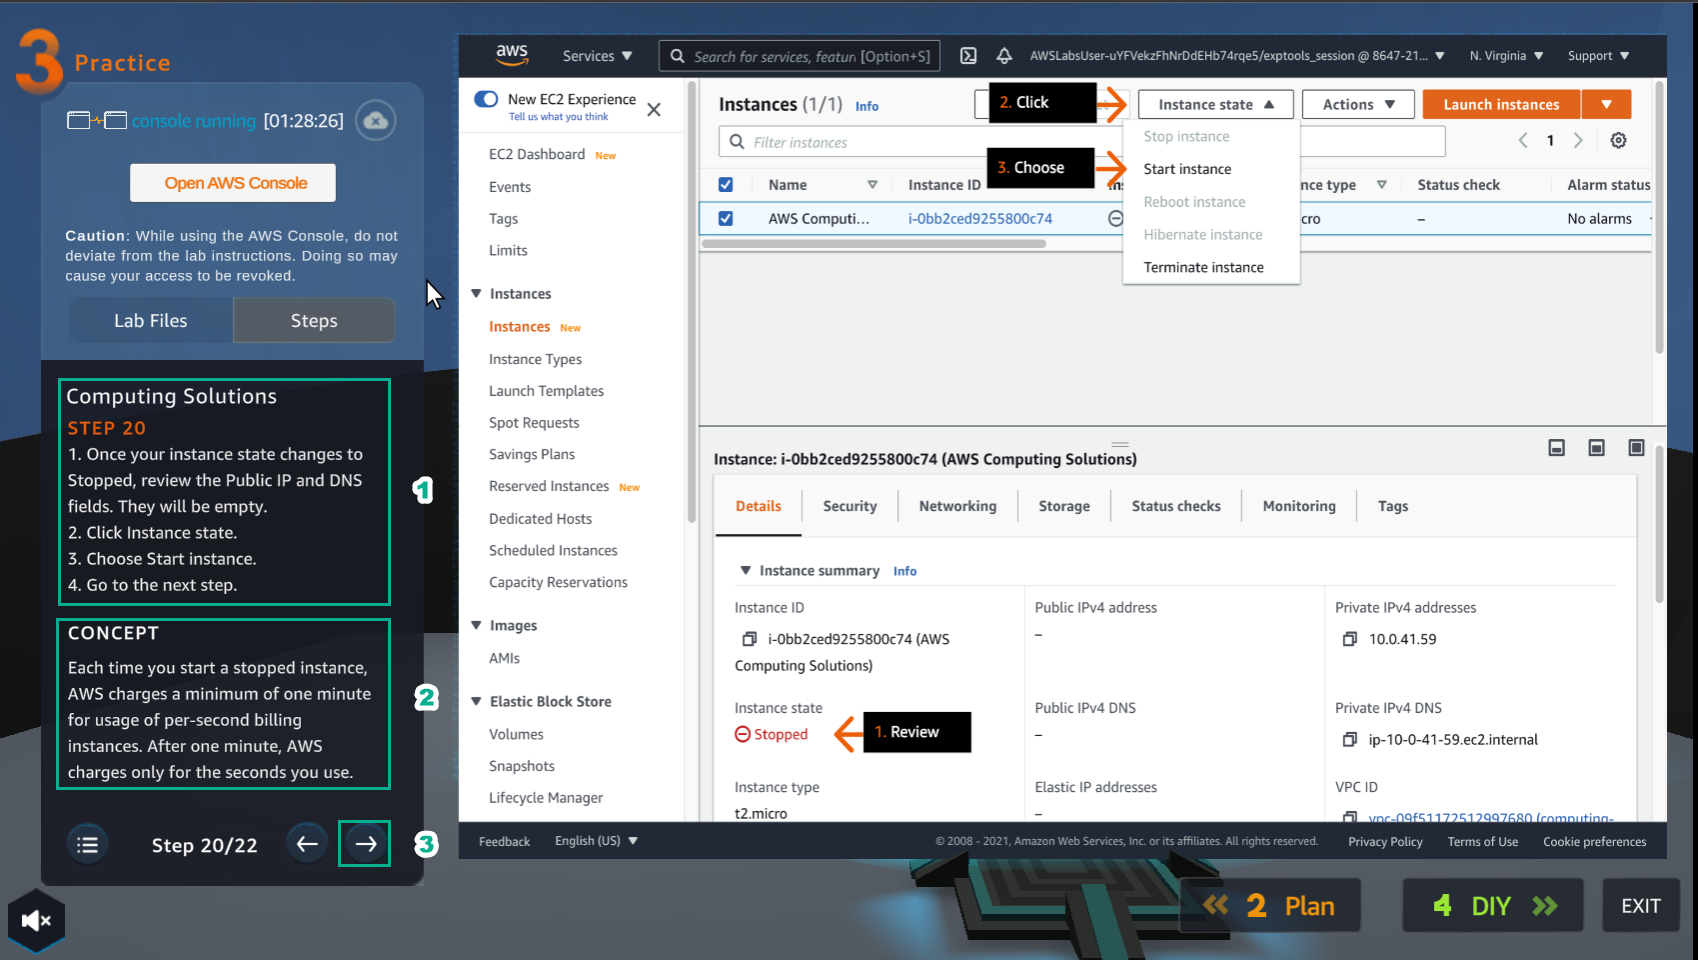 3 Practice
console running [01:28:26]
Open AWS Console
Caution: While using the AWS Console, do not
deviate from the lab instructions. Doing so may
cause your access to be revoked.
Lab Files
Steps
Computing Solutions
STEP 20
1. Once your instance state changes to
Stopped, review the Public IP and DNS
fields. They will be empty.
2. Click Instance state.
3. Choose Start instance.
4. Go to the next step.
1
CONCEPT
Each time you start a stopped instance,
AWS charges a minimum of one minute
for usage of per-second billing
instances. After one minute, AWS
charges only for the seconds you use.
2
Step 20/22
3
aws
Services
Search for services, featur [Option+S]
AWSLabsUser-uYFVekzFhNrDdEHb74rqe5/exptools_session @ 8647-21...
N. Virginia
Support
New EC2 Experience
Tell us what you think
EC2 Dashboard New
Events
Tags
Limits
Instances
Instances New
Instance Types
Launch Templates
Spot Requests
Savings Plans
Reserved Instances New
Dedicated Hosts
Scheduled Instances
Capacity Reservations
Images
AMIs
Elastic Block Store
Volumes
Snapshots
Lifecycle Manager
Instances (1/1) Info
2. Click
Instance state
Actions
Launch instances
Filter instances
1
Stop instance
3. Choose
Start instance
Reboot instance
Hibernate instance
Terminate instance
Name
Instance ID
nce type
Status check
Alarm status
AWS Computi...
i-0bb2ced9255800c74
cro
–
No alarms
Instance: i-0bb2ced9255800c74 (AWS Computing Solutions)
Details
Security
Networking
Storage
Status checks
Monitoring
Tags
Instance summary Info
Instance ID
i-0bb2ced9255800c74 (AWS
Computing Solutions)
Public IPv4 address
–
Private IPv4 addresses
10.0.41.59
Instance state
Stopped
1. Review
Public IPv4 DNS
–
Private IPv4 DNS
ip-10-0-41-59.ec2.internal
Instance type
t2.micro
Elastic IP addresses
–
VPC ID
vpc-09f51172512997680 (computing-
Feedback
English (US)
© 2008 - 2021, Amazon Web Services, Inc. or its affiliates. All rights reserved.
Privacy Policy
Terms of Use
Cookie preferences
2 Plan
4 DIY
EXIT